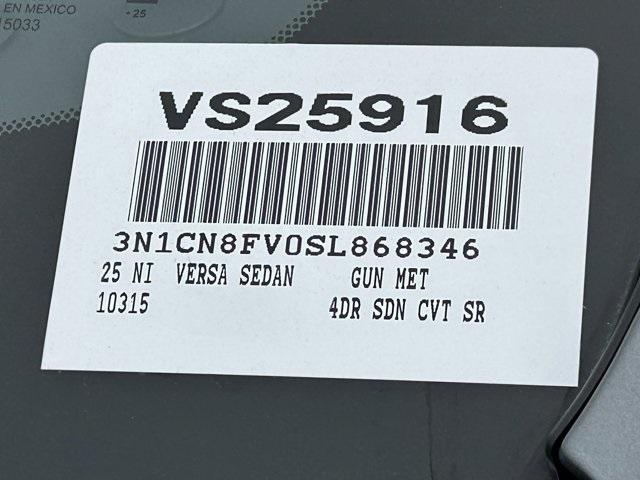 EN MEXICO
15033
- 25
VS25916
3N1CN8FV0SL868346
25 NI VERSA SEDAN GUN MET
10315 4DR SDN CVT SR